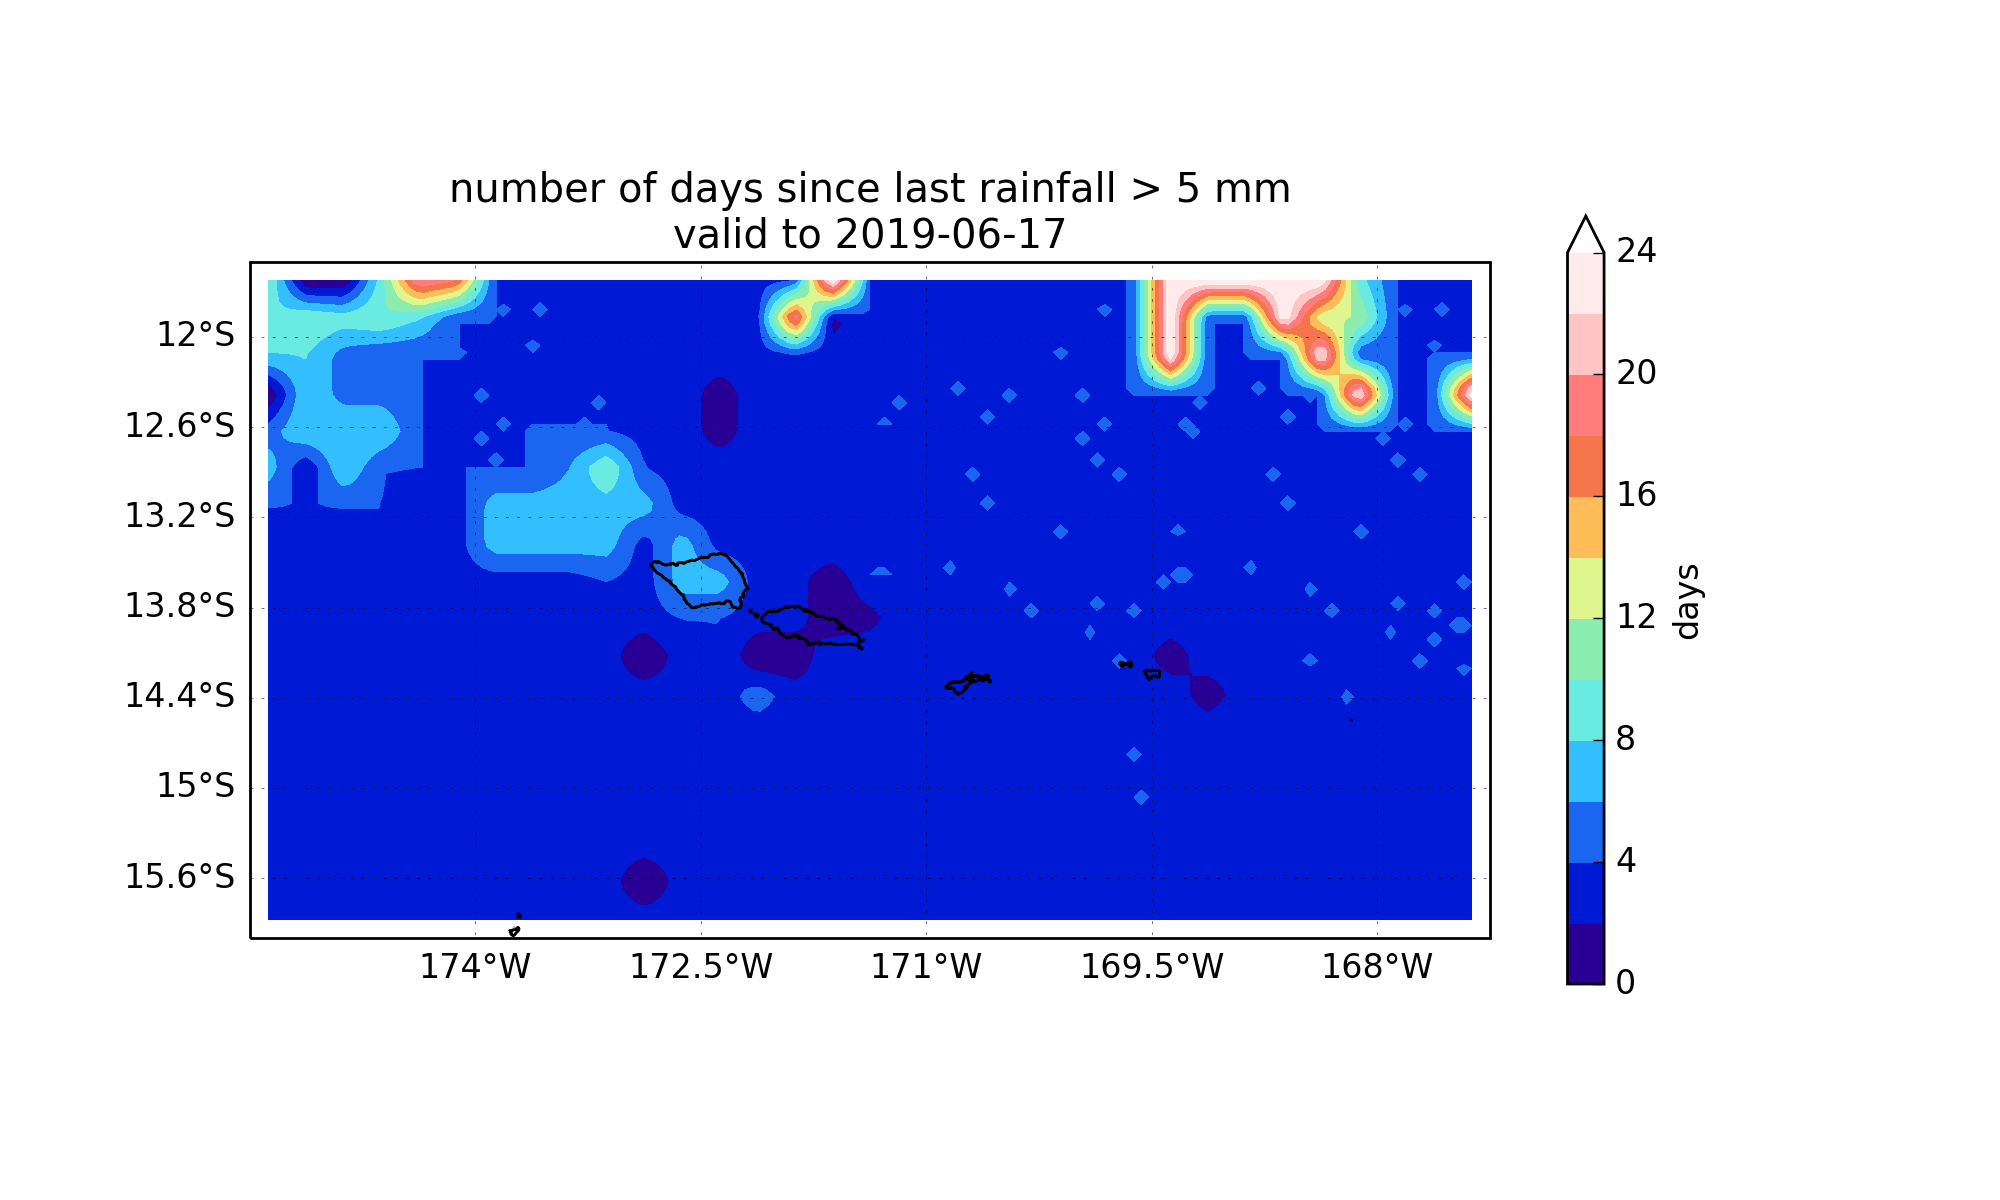 number of days since last rainfall > 5 mm
valid to 2019-06-17
12°S
12.6°S
13.2°S
13.8°S
14.4°S
15°S
15.6°S
174°W 172.5°W 171°W 169.5°W 168°W
24
20
16
12
8
4
0
days